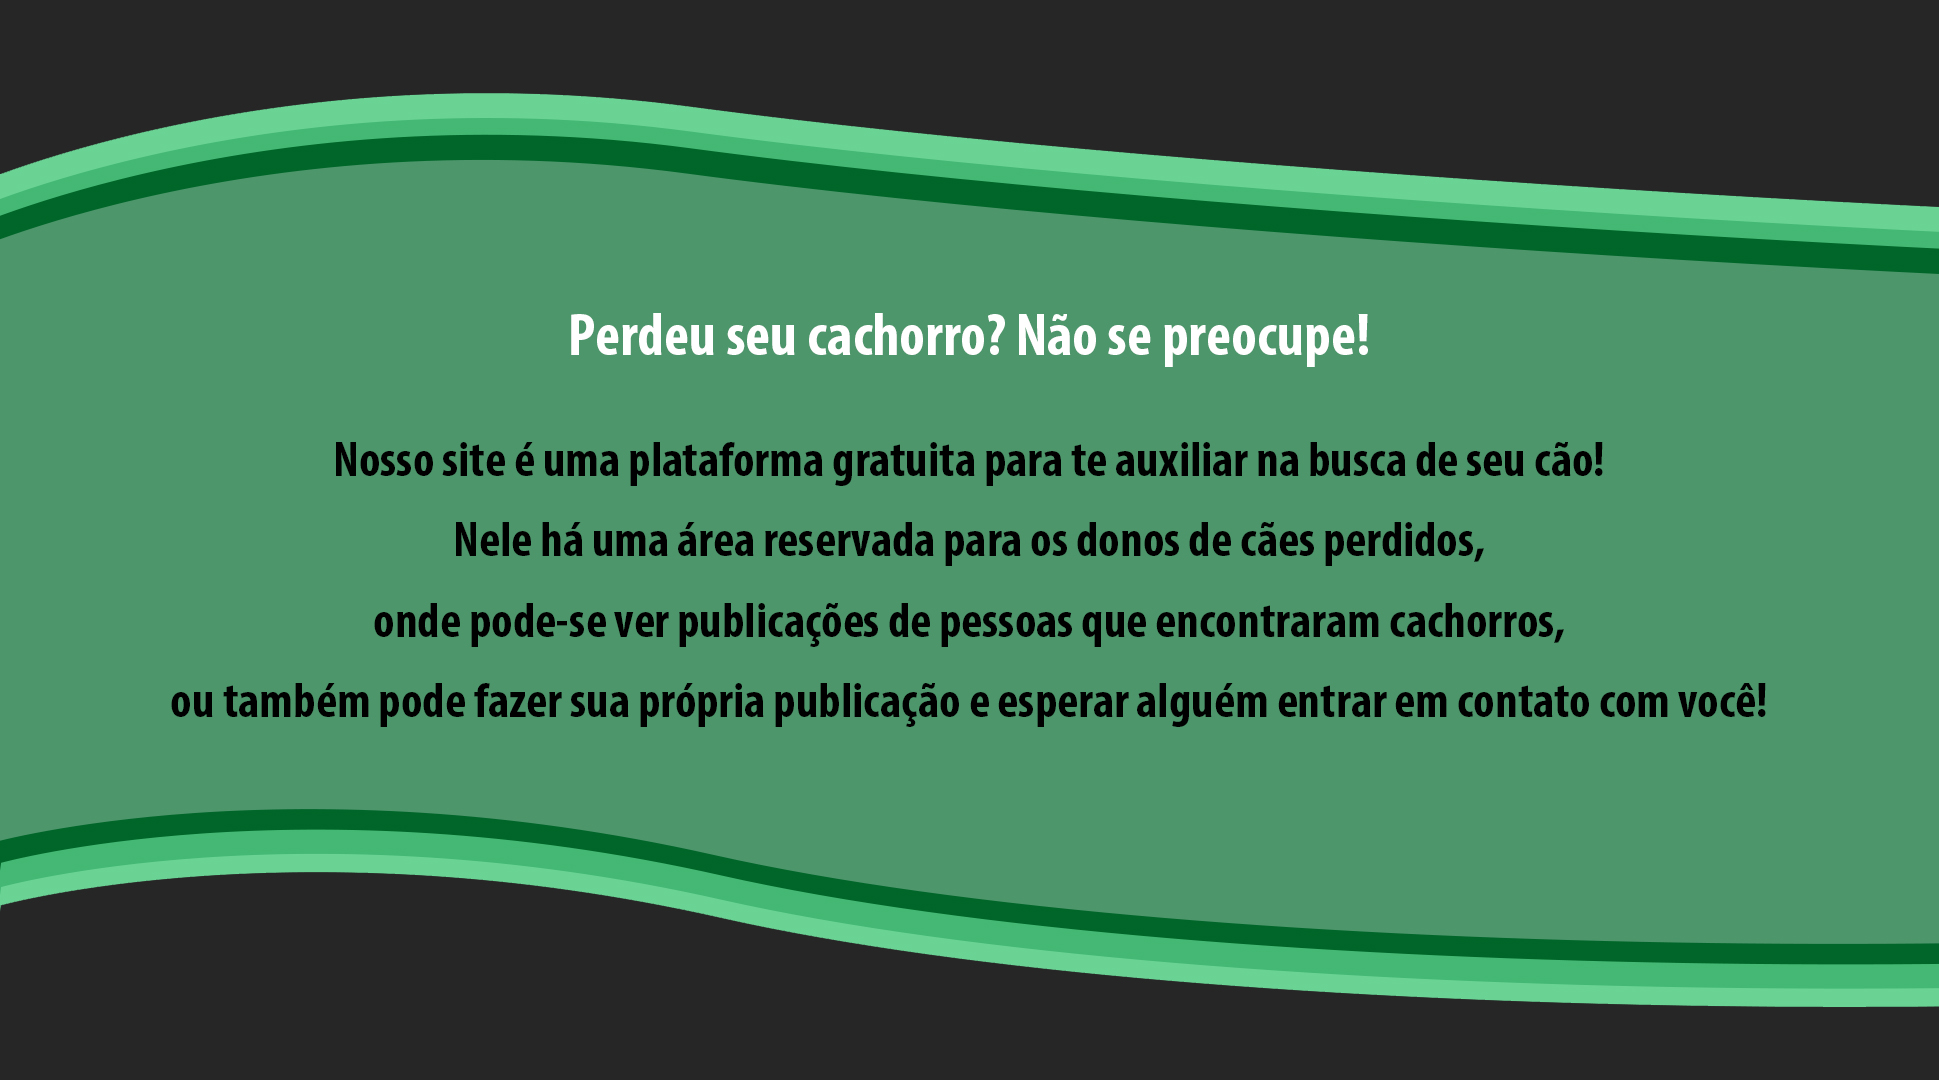 Perdeu seu cachorro? Não se preocupe!
Nosso site é uma plataforma gratuita para te auxiliar na busca de seu cão!
Nele há uma área reservada para os donos de cães perdidos,
onde pode-se ver publicações de pessoas que encontraram cachorros,
ou também pode fazer sua própria publicação e esperar alguém entrar em contato com você!